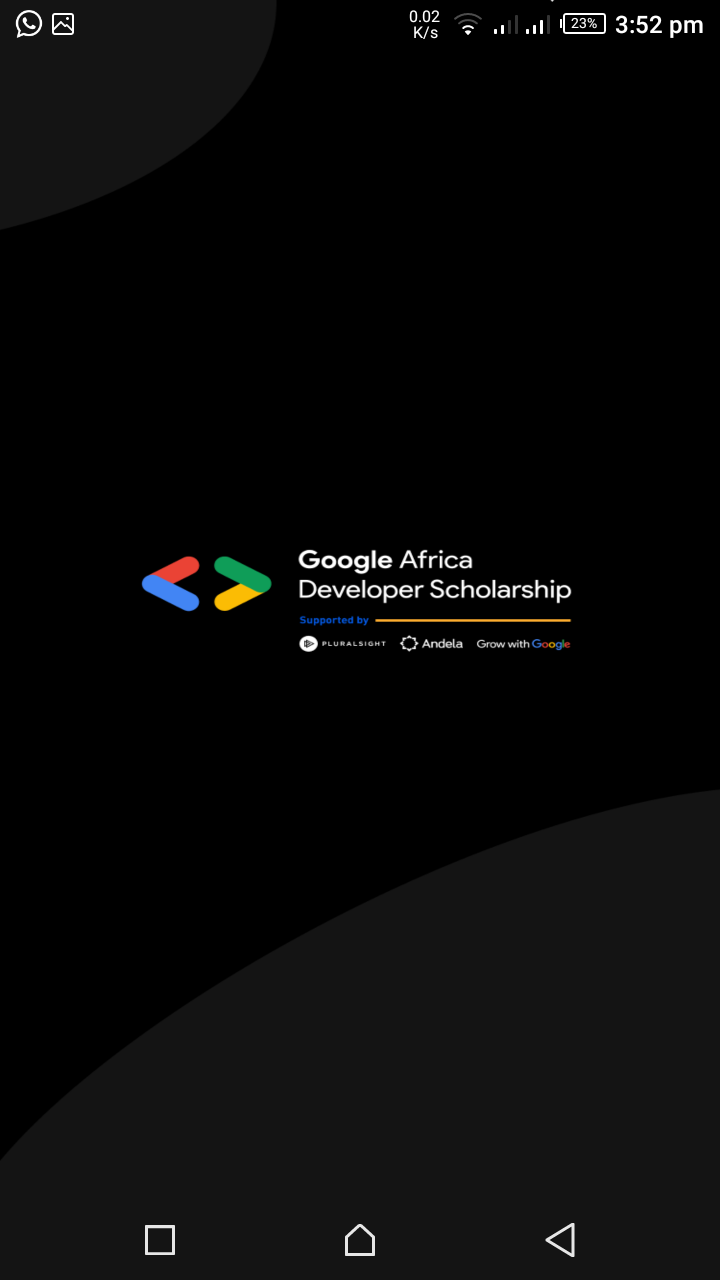 0.02
K/s
23%
3:52 pm
Google Africa
Developer Scholarship
Supported by
PLURALSIGHT Andela Grow with Google